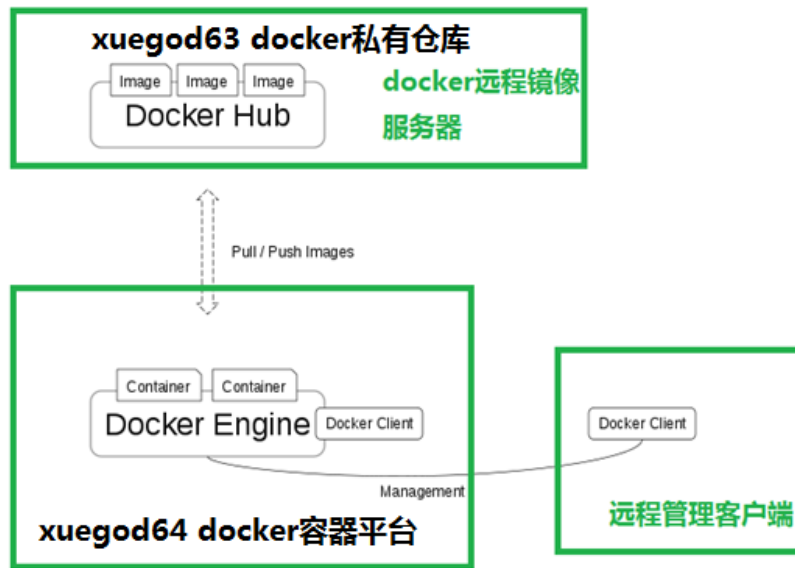 xuegod63 docker私有仓库
Image Image Image
Docker Hub
docker远程镜像
服务器
Pull / Push Images
Container Container
Docker Engine
Docker Client
Docker Client
Management
xuegod64 docker容器平台
远程管理客户端